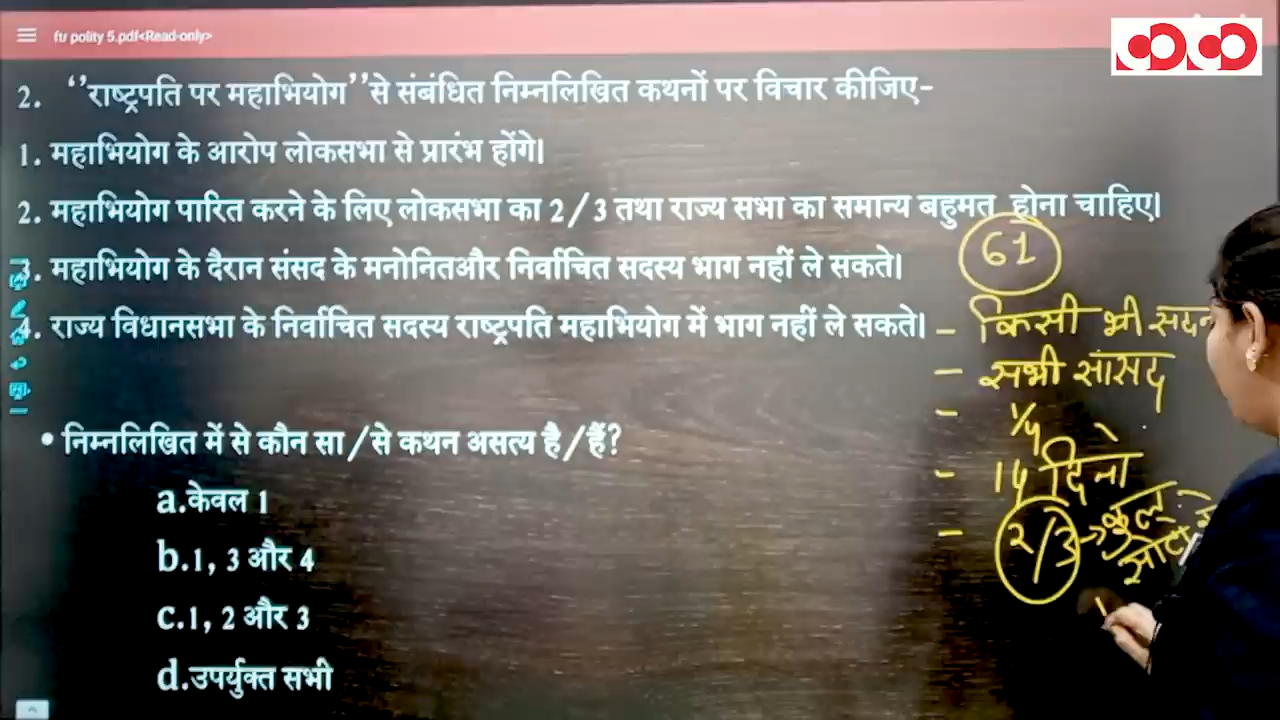 ftr polity 5.pdf<Read-only>
2. ‘’राष्ट्रपति पर महाभियोग’’से संबंधित निम्नलिखित कथनों पर विचार कीजिए-
1. महाभियोग के आरोप लोकसभा से प्रारंभ होंगे।
2. महाभियोग पारित करने के लिए लोकसभा का 2/3 तथा राज्य सभा का समान्य बहुमत होना चाहिए।
3. महाभियोग के दैरान संसद के मनोनितऔर निर्वाचित सदस्य भाग नहीं ले सकते।
4. राज्य विधानसभा के निर्वाचित सदस्य राष्ट्रपति महाभियोग में भाग नहीं ले सकते।
• निम्नलिखित में से कौन सा/से कथन असत्य है/हैं?
a.केवल 1
b.1, 3 और 4
c.1, 2 और 3
d.उपर्युक्त सभी
61
- किसी भी सदन
- सभी सांसद
- 1/4
- 14 दिनो
- 2/3 → कुल